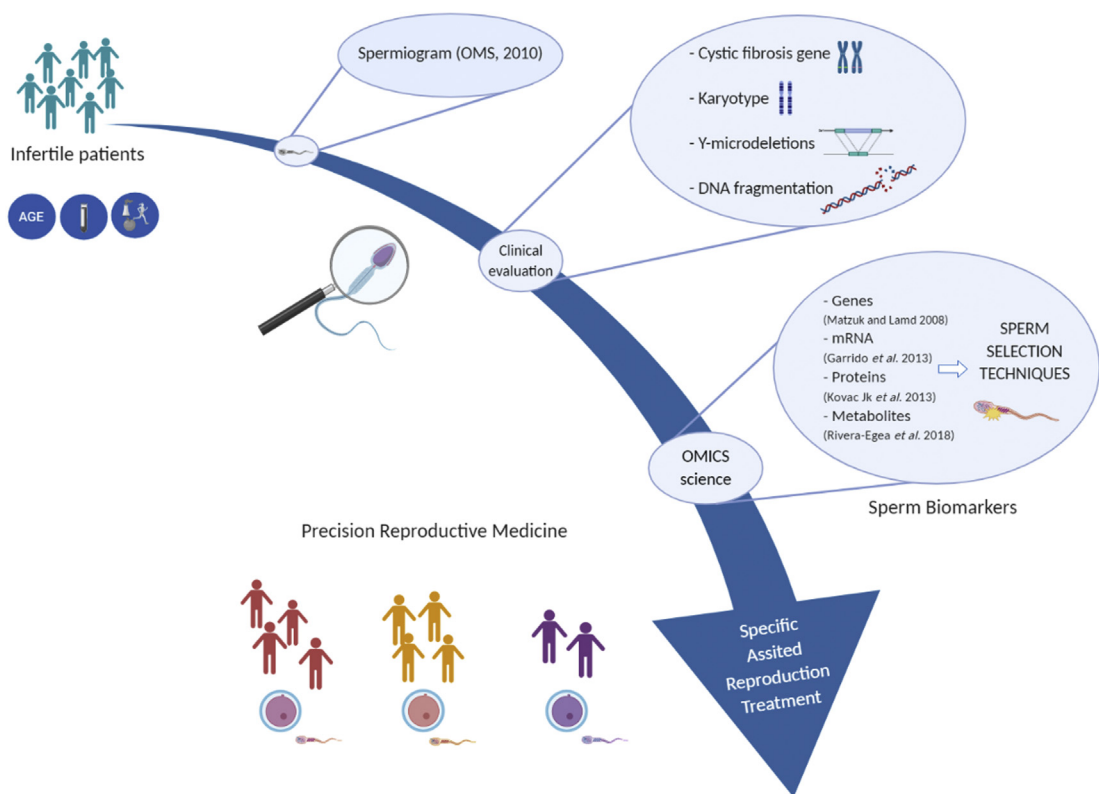 Infertile patients
AGE
Spermiogram (OMS, 2010)
Clinical
evaluation
- Cystic fibrosis gene
- Karyotype
- Y-microdeletions
- DNA fragmentation
OMICS
science
- Genes
(Matzuk and Lamd 2008)
- mRNA
(Garrido et al. 2013)
- Proteins
(Kovac Jk et al. 2013)
- Metabolites
(Rivera-Egea et al. 2018)
SPERM
SELECTION
TECHNIQUES
Sperm Biomarkers
Precision Reproductive Medicine
Specific
Assited
Reproduction
Treatment